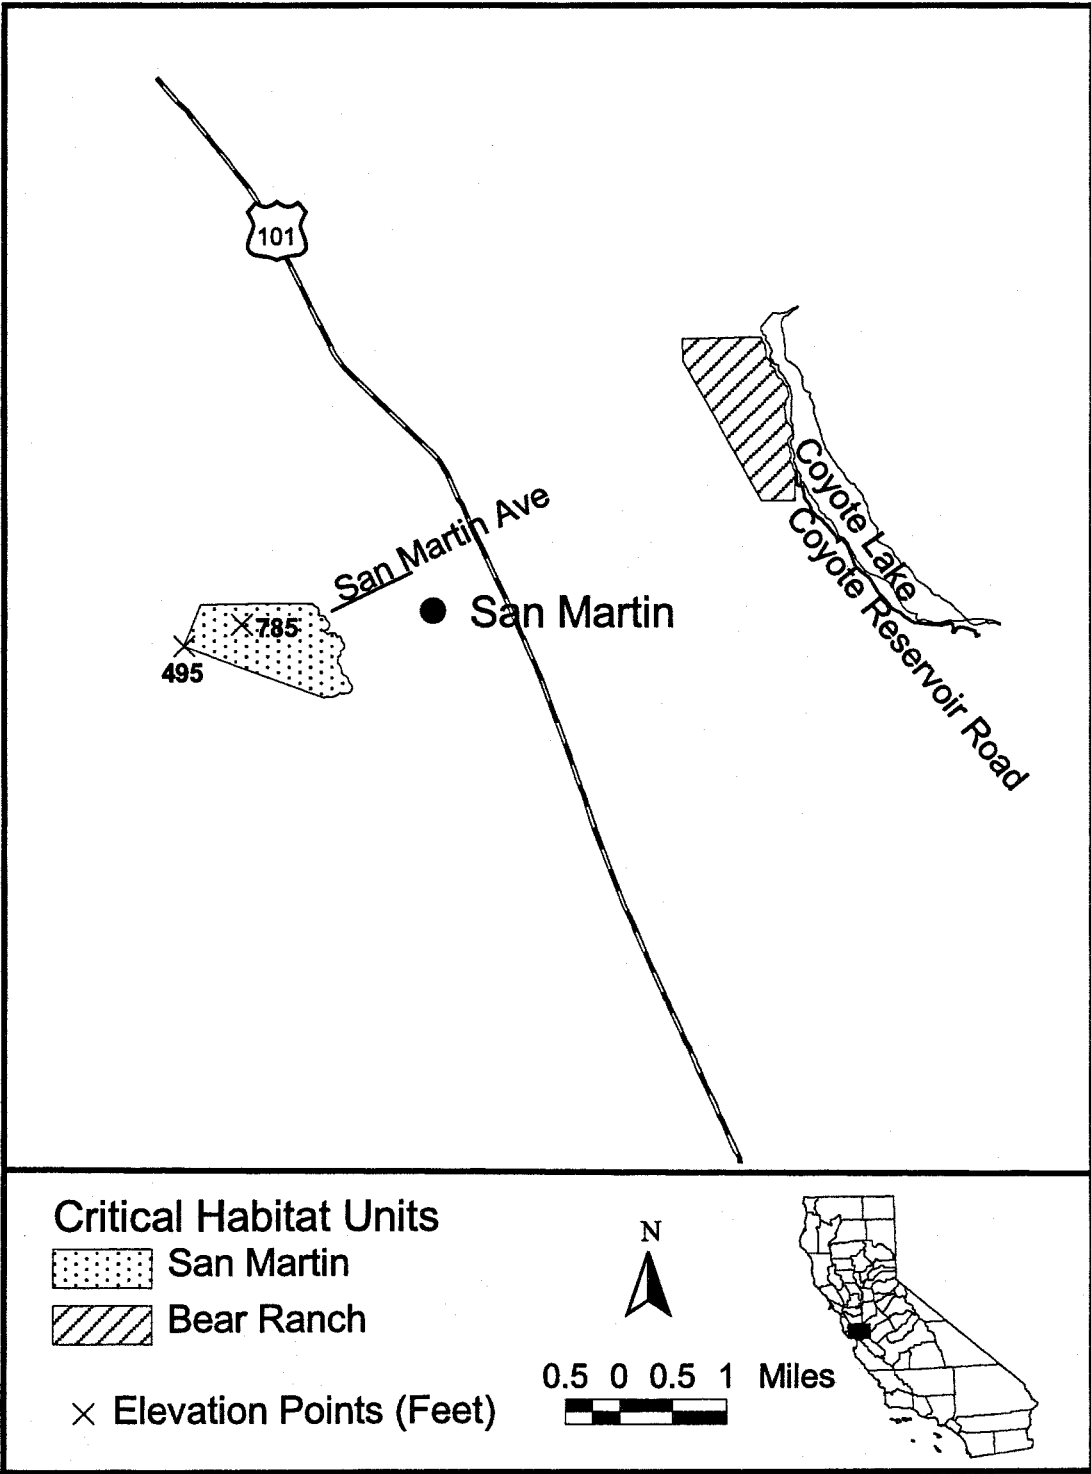 101
San Martin Ave
Coyote Lake
Coyote Reservoir Road
San Martin
785
495
Critical Habitat Units
San Martin
Bear Ranch
Elevation Points (Feet)
N
0.5 0 0.5 1 Miles